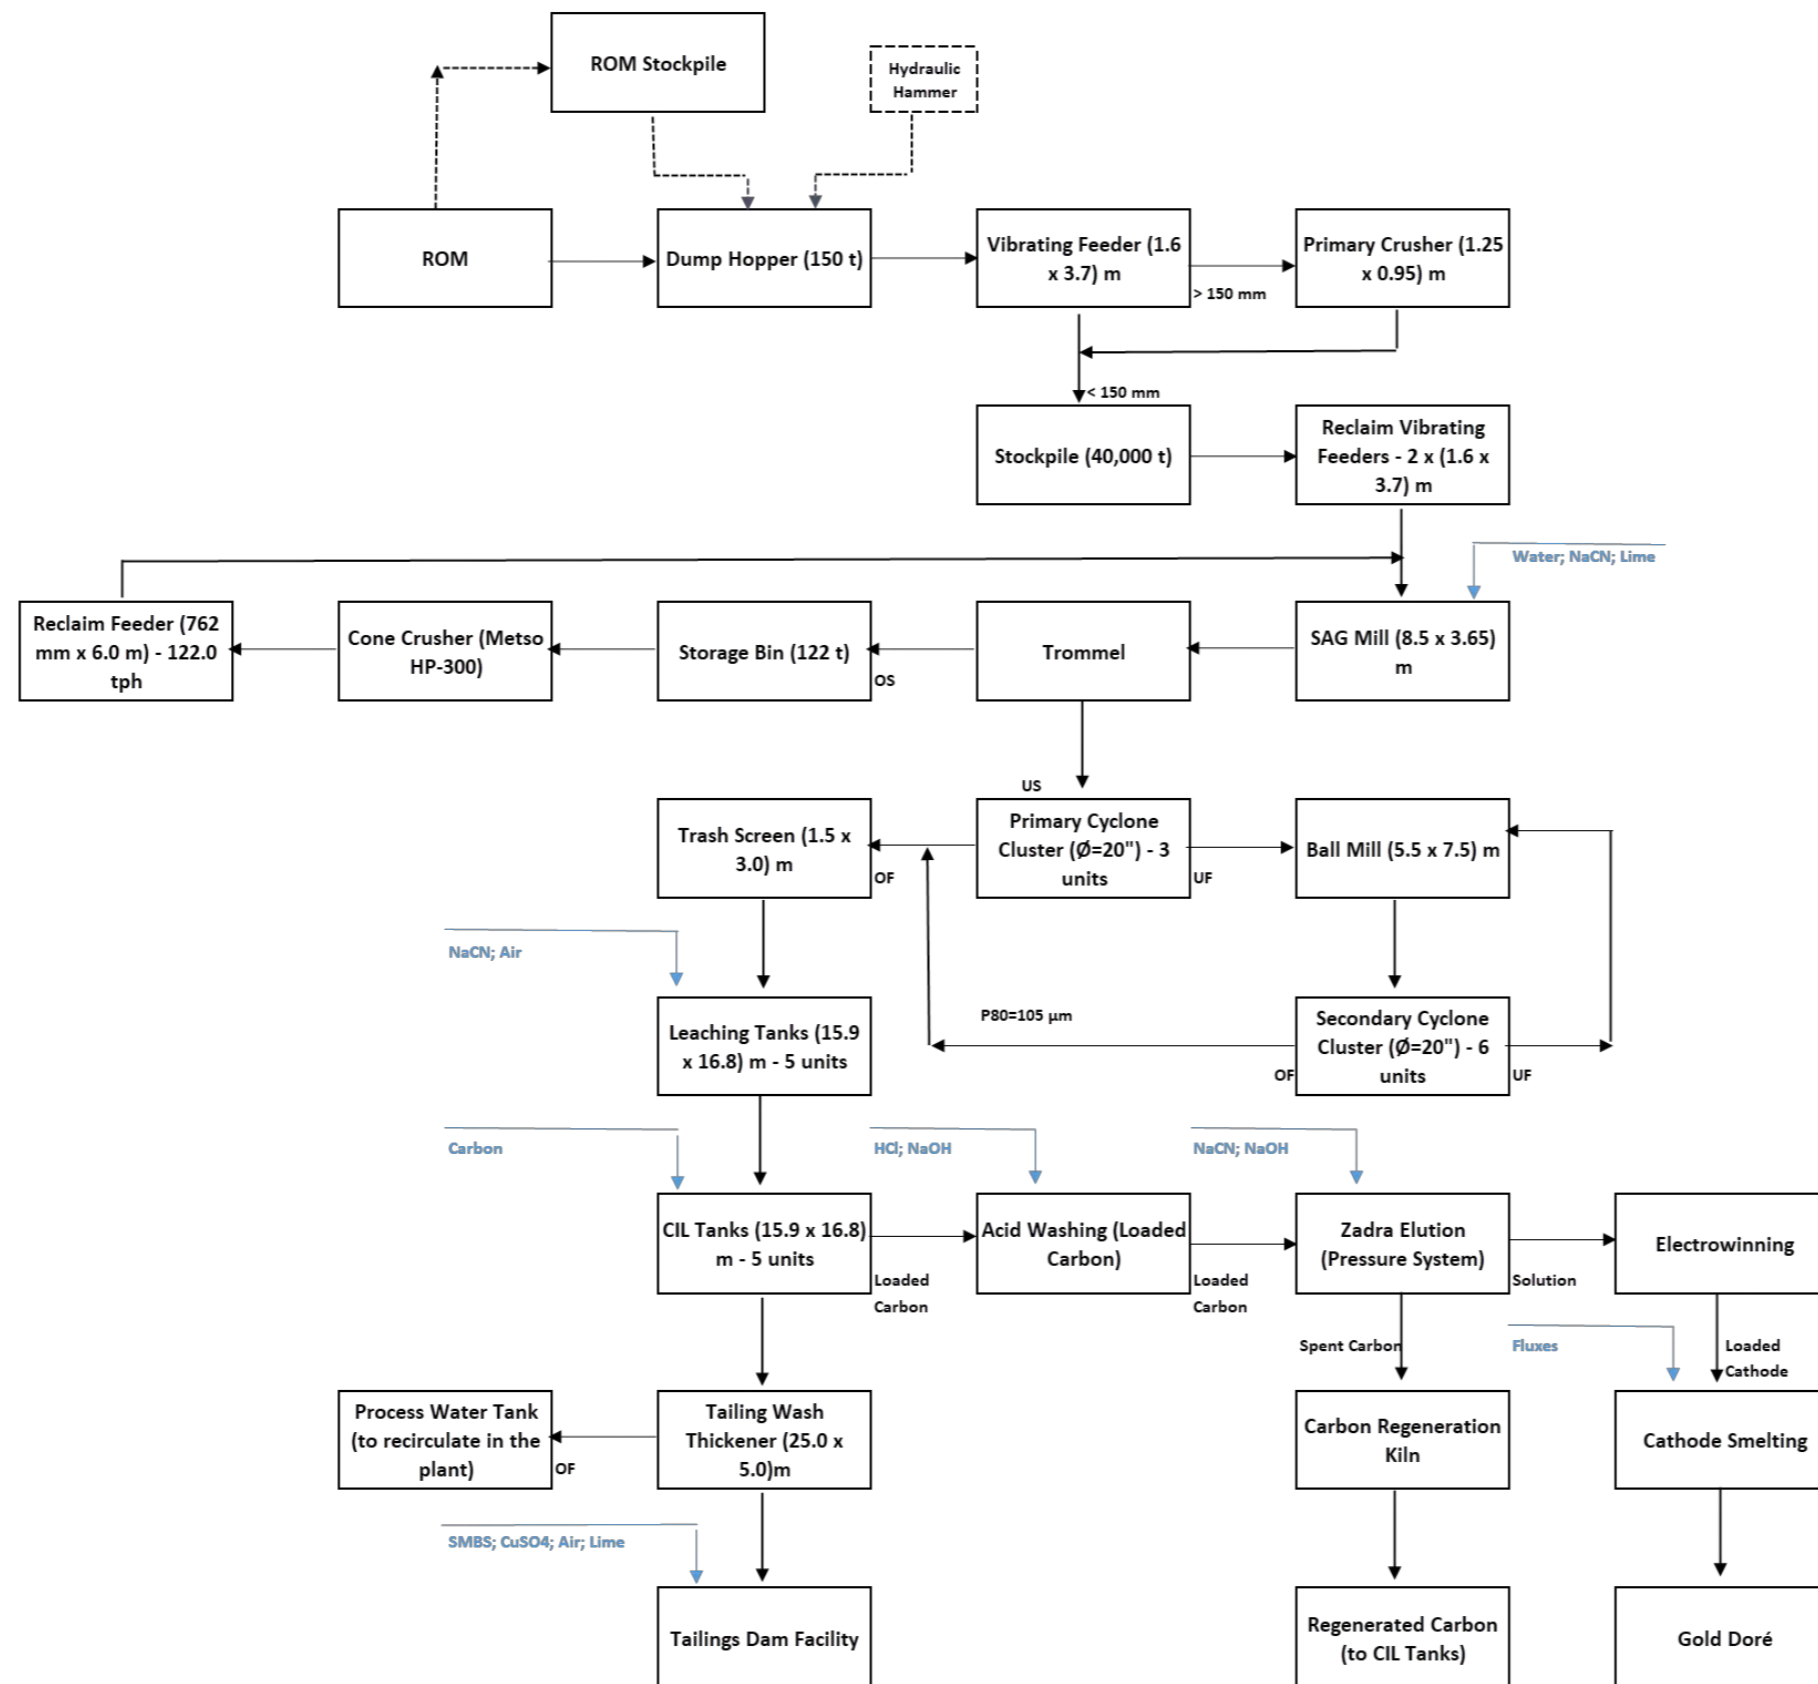 ROM Stockpile
Hydraulic
Hammer
ROM
Dump Hopper (150 t)
Vibrating Feeder (1.6
x 3.7) m
> 150 mm
Primary Crusher (1.25
x 0.95) m
< 150 mm
Stockpile (40,000 t)
Reclaim Vibrating
Feeders - 2 x (1.6 x
3.7) m
Water; NaCN; Lime
Reclaim Feeder (762
mm x 6.0 m) - 122.0
tph
Cone Crusher (Metso
HP-300)
Storage Bin (122 t)
OS
Trommel
SAG Mill (8.5 x 3.65)
m
US
Trash Screen (1.5 x
3.0) m
OF
Primary Cyclone
Cluster (Ø=20") - 3
units
UF
Ball Mill (5.5 x 7.5) m
NaCN; Air
Leaching Tanks (15.9
x 16.8) m - 5 units
P80=105 µm
OF
Secondary Cyclone
Cluster (Ø=20") - 6
units
UF
Carbon
HCl; NaOH
NaCN; NaOH
CIL Tanks (15.9 x 16.8)
m - 5 units
Loaded
Carbon
Acid Washing (Loaded
Carbon)
Loaded
Carbon
Zadra Elution
(Pressure System)
Solution
Electrowinning
Spent Carbon
Fluxes
Loaded
Cathode
Process Water Tank
(to recirculate in the
plant)
OF
Tailing Wash
Thickener (25.0 x
5.0)m
Carbon Regeneration
Kiln
Cathode Smelting
SMBS; CuSO4; Air; Lime
Tailings Dam Facility
Regenerated Carbon
(to CIL Tanks)
Gold Doré